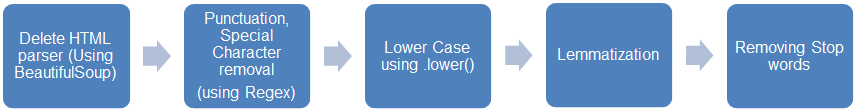 Delete HTML
parser (Using
BeautifulSoup)
Punctuation,
Special
Character
removal
(using Regex)
Lower Case
using .lower()
Lemmatization
Removing Stop
words